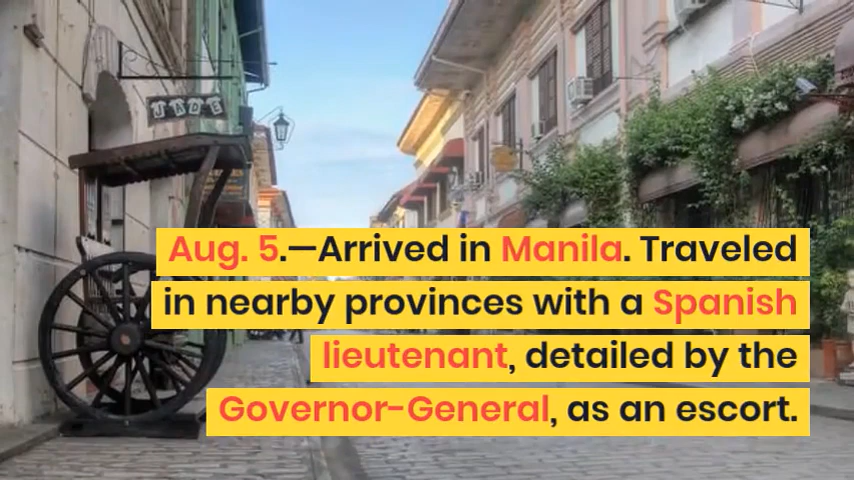 JADE
Aug. 5.—Arrived in Manila. Traveled
in nearby provinces with a Spanish
lieutenant, detailed by the
Governor-General, as an escort.